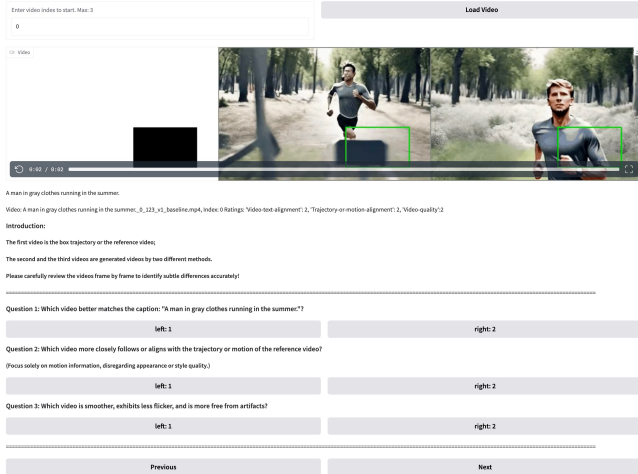 Enter video index to start. Max: 3
Load Video
0
Video
0:02 / 0:02
A man in gray clothes running in the summer.
Video: A man in gray clothes running in the summer._0_123_v1_baseline.mp4, Index: 0 Ratings: 'Video-text-alignment': 2, 'Trajectory-or-motion-alignment': 2, 'Video-quality':2
Introduction:
The first video is the box trajectory or the reference video;
The second and the third videos are generated videos by two different methods.
Please carefully review the videos frame by frame to identify subtle differences accurately!
Question 1: Which video better matches the caption: "A man in gray clothes running in the summer."?
left: 1
right: 2
Question 2: Which video more closely follows or aligns with the trajectory or motion of the reference video?
(Focus solely on motion information, disregarding appearance or style quality.)
left: 1
right: 2
Question 3: Which video is smoother, exhibits less flicker, and is more free from artifacts?
left: 1
right: 2
Previous
Next